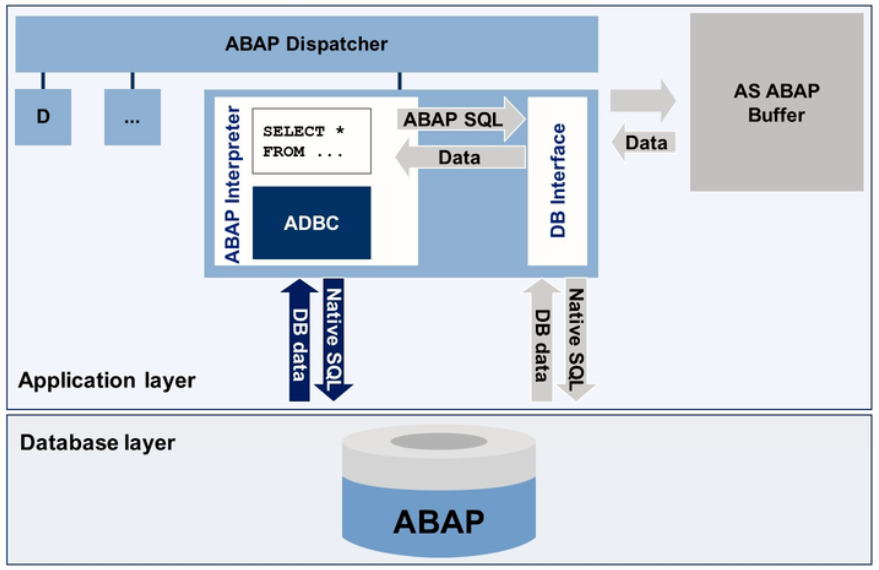 ABAP Dispatcher
D
...
ABAP Interpreter
SELECT *
FROM ...
ADBC
ABAP SQL
Data
DB Interface
Data
AS ABAP
Buffer
DB data
Native SQL
DB data
Native SQL
Application layer
Database layer
ABAP